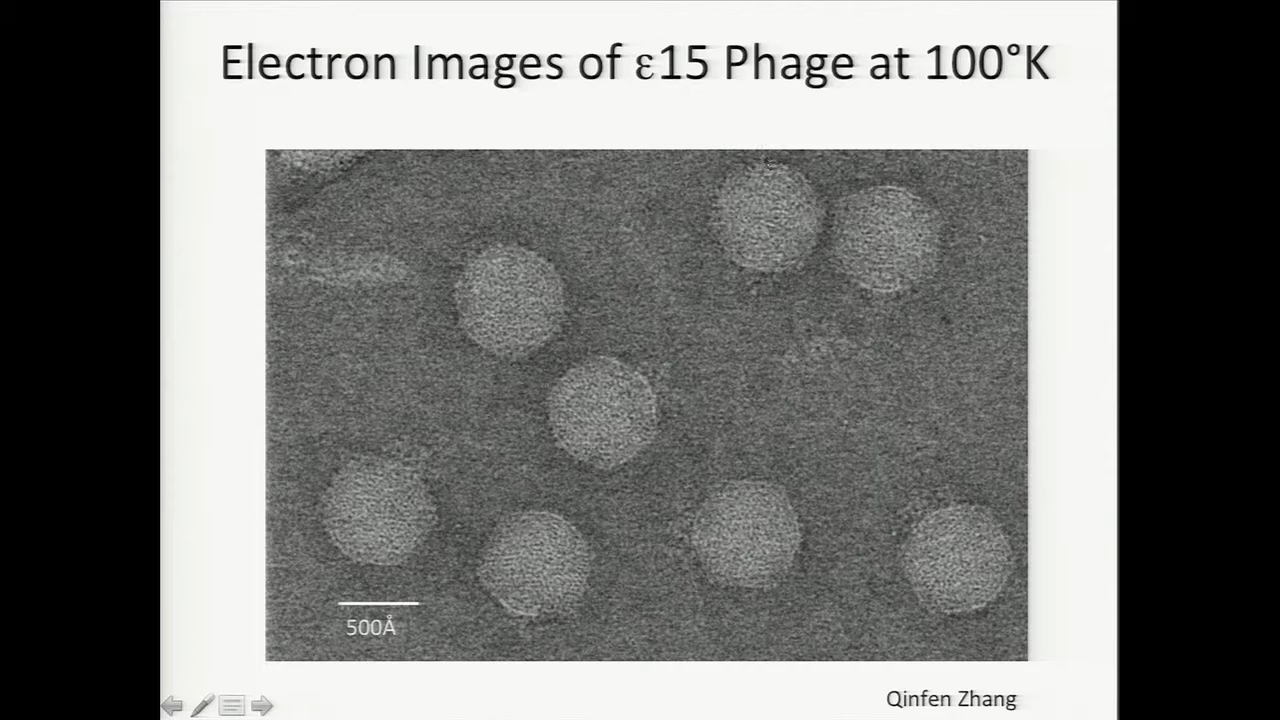 Electron Images of ε15 Phage at 100°K
500Å
Qinfen Zhang